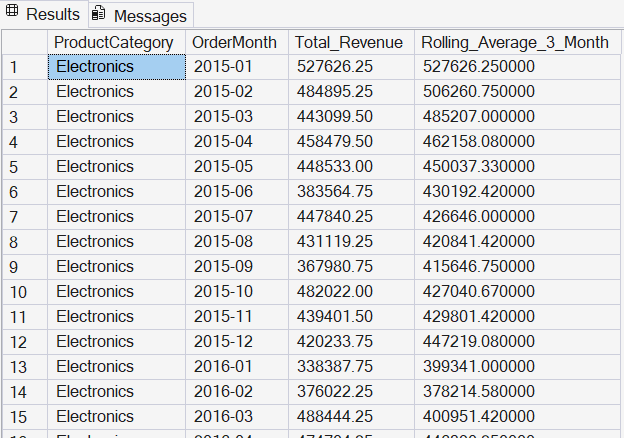 Results Messages
ProductCategory OrderMonth Total_Revenue Rolling_Average_3_Month
1 Electronics 2015-01 527626.25 527626.250000
2 Electronics 2015-02 484895.25 506260.750000
3 Electronics 2015-03 443099.50 485207.000000
4 Electronics 2015-04 458479.50 462158.080000
5 Electronics 2015-05 448533.00 450037.330000
6 Electronics 2015-06 383564.75 430192.420000
7 Electronics 2015-07 447840.25 426646.000000
8 Electronics 2015-08 431119.25 420841.420000
9 Electronics 2015-09 367980.75 415646.750000
10 Electronics 2015-10 482022.00 427040.670000
11 Electronics 2015-11 439401.50 429801.420000
12 Electronics 2015-12 420233.75 447219.080000
13 Electronics 2016-01 338387.75 399341.000000
14 Electronics 2016-02 376022.25 378214.580000
15 Electronics 2016-03 488444.25 400951.420000